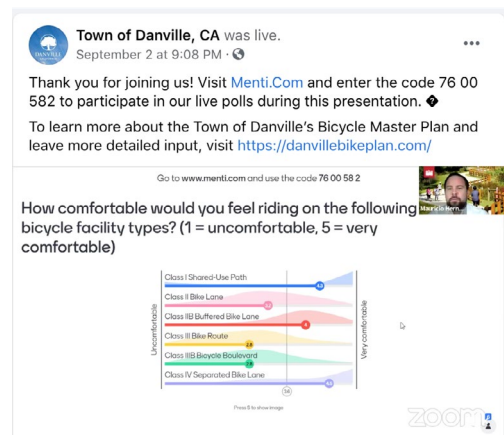 Town of Danville, CA was live.
September 2 at 9:08 PM ·
DANVILLE
Thank you for joining us! Visit Menti.Com and enter the code 76 00
582 to participate in our live polls during this presentation.
To learn more about the Town of Danville's Bicycle Master Plan and
leave more detailed input, visit https://danvillebikeplan.com/
Go to www.menti.com and use the code 76 00 58 2
How comfortable would you feel riding on the following
bicycle facility types? (1 = uncomfortable, 5 = very
comfortable)
Class I Shared-Use Path
Class II Bike Lane
Class IIB Buffered Bike Lane
4
Class III Bike Route
Class IIIB Bicycle Boulevard
Class IV Separated Bike Lane
Uncomfortable
Very comfortable
Press S to show image
zoom